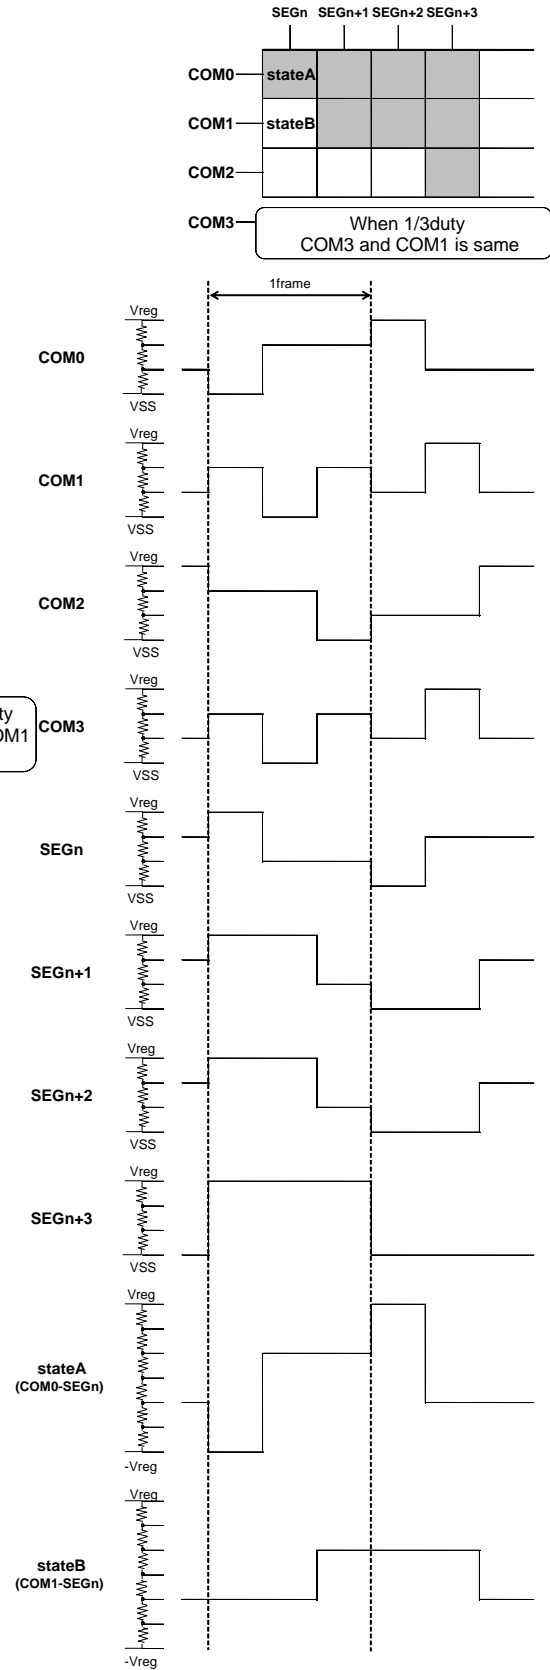 SEGn SEGn+1 SEGn+2 SEGn+3
COM0 stateA
COM1 stateB
COM2
COM3
When 1/3duty
COM3 and COM1 is same
1frame
Vreg
COM0
VSS
Vreg
COM1
VSS
Vreg
COM2
VSS
Vreg
ty
OM1
COM3
VSS
Vreg
SEGn
VSS
Vreg
SEGn+1
VSS
Vreg
SEGn+2
VSS
Vreg
SEGn+3
VSS
Vreg
stateA
(COM0-SEGn)
-Vreg
Vreg
stateB
(COM1-SEGn)
-Vreg